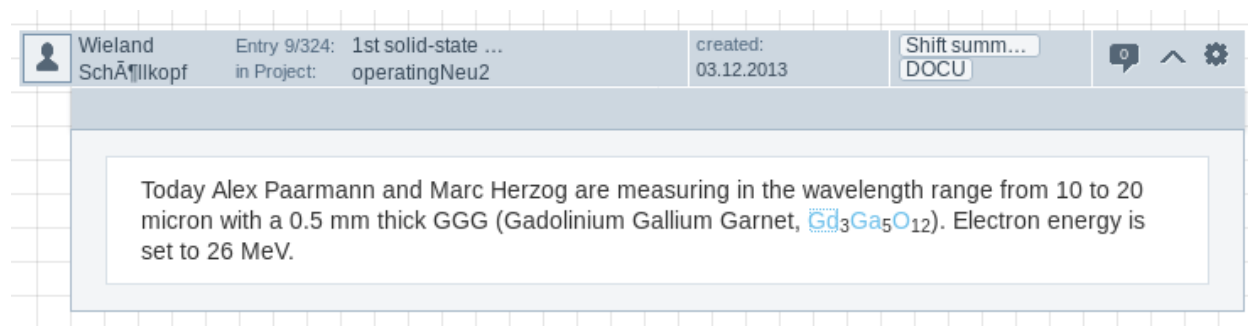 Wieland Entry 9/324: 1st solid-state ... created: Shift summ...
SchÃ¶llkopf in Project: operatingNeu2 03.12.2013 DOCU
0
Today Alex Paarmann and Marc Herzog are measuring in the wavelength range from 10 to 20
micron with a 0.5 mm thick GGG (Gadolinium Gallium Garnet, Gd₃Ga₅O₁₂). Electron energy is
set to 26 MeV.